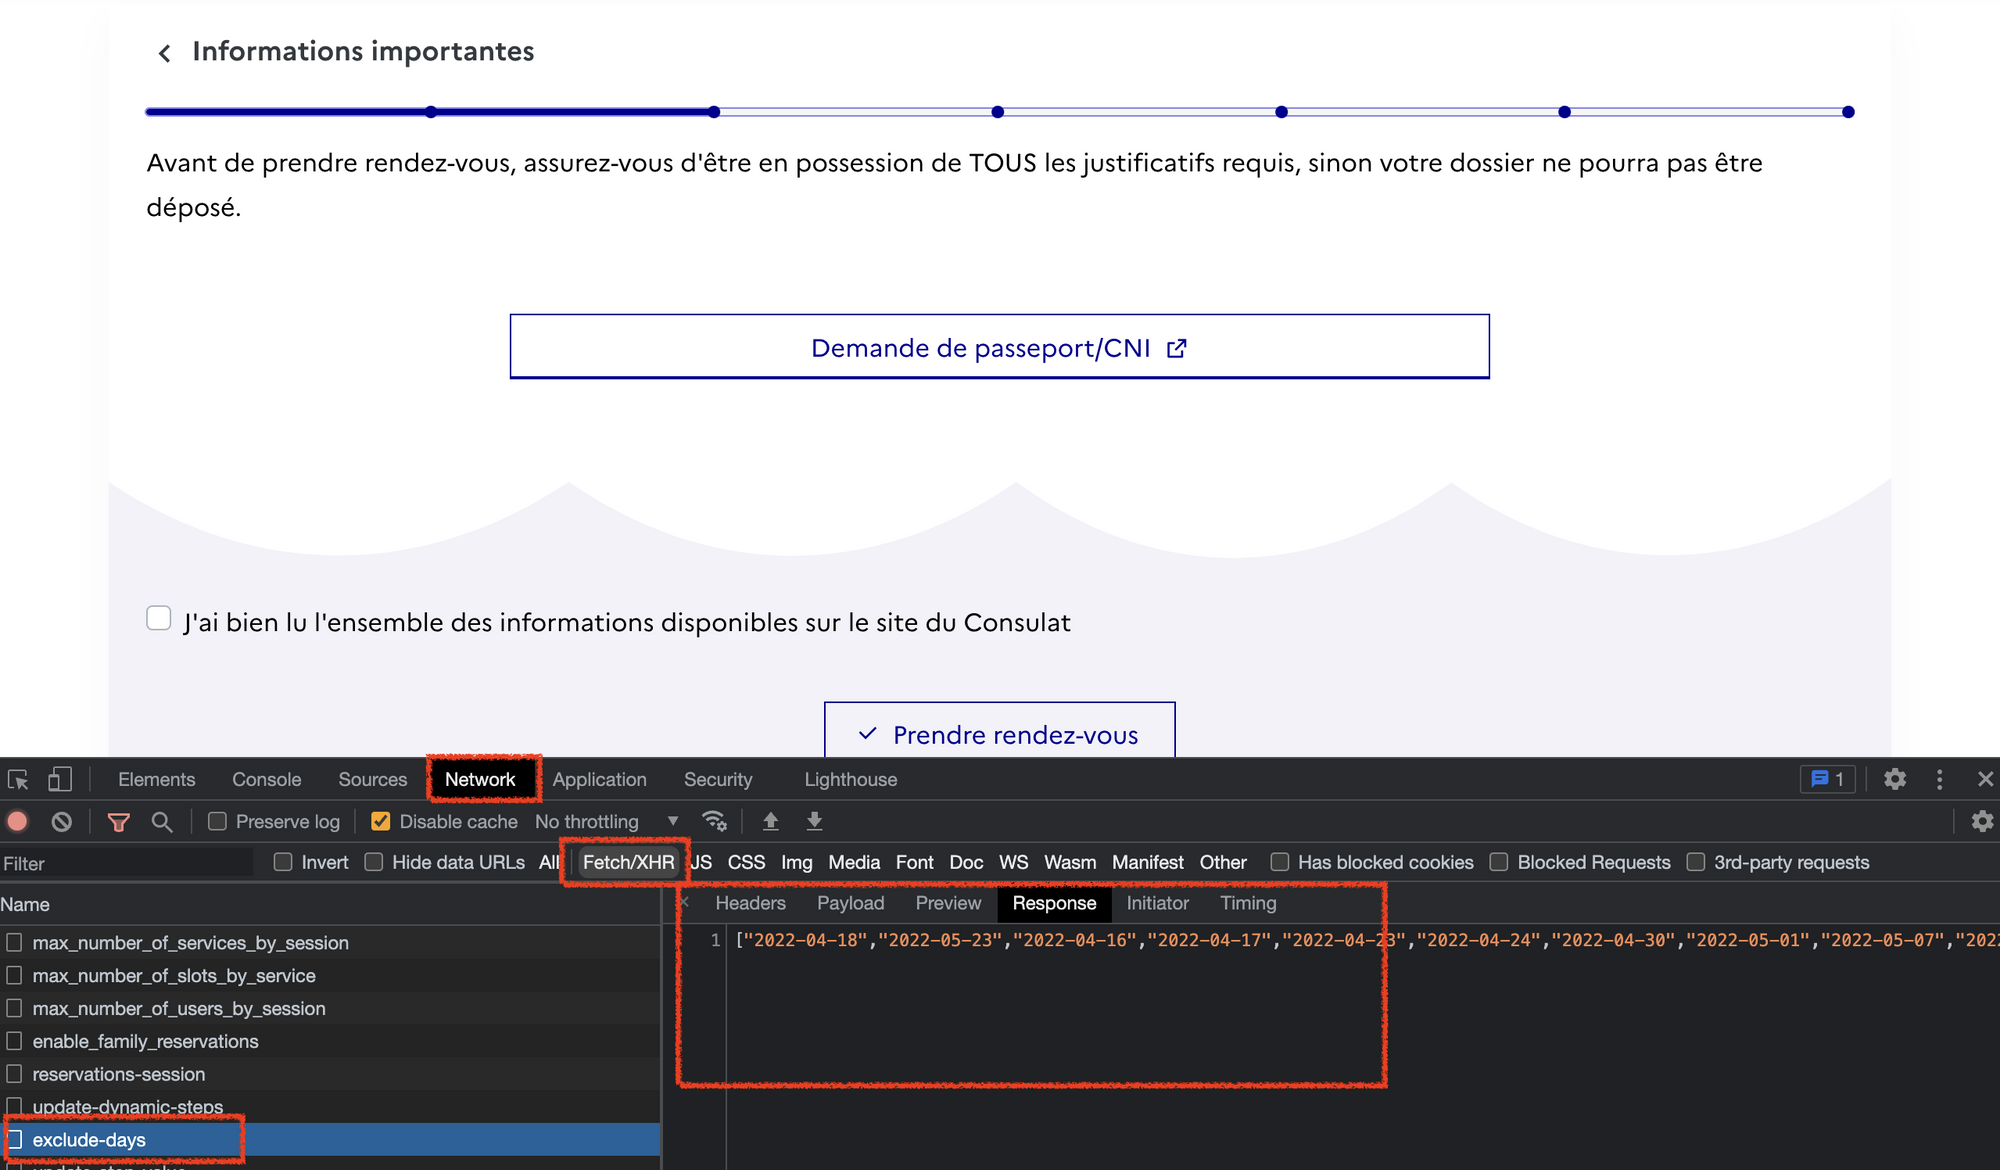 Informations importantes
Avant de prendre rendez-vous, assurez-vous d'être en possession de TOUS les justificatifs requis, sinon votre dossier ne pourra pas être
déposé.
Demande de passeport/CNI
J'ai bien lu l'ensemble des informations disponibles sur le site du Consulat
Prendre rendez-vous
Elements Console Sources Network Application Security Lighthouse 1
Preserve log Disable cache No throttling
Filter Invert Hide data URLs All Fetch/XHR JS CSS Img Media Font Doc WS Wasm Manifest Other Has blocked cookies Blocked Requests 3rd-party requests
Name
Headers Payload Preview Response Initiator Timing
1 ["2022-04-18","2022-05-23","2022-04-16","2022-04-17","2022-04-23","2022-04-24","2022-04-30","2022-05-01","2022-05-07","2022
max_number_of_services_by_session
max_number_of_slots_by_service
max_number_of_users_by_session
enable_family_reservations
reservations-session
update-dynamic-steps
exclude-days